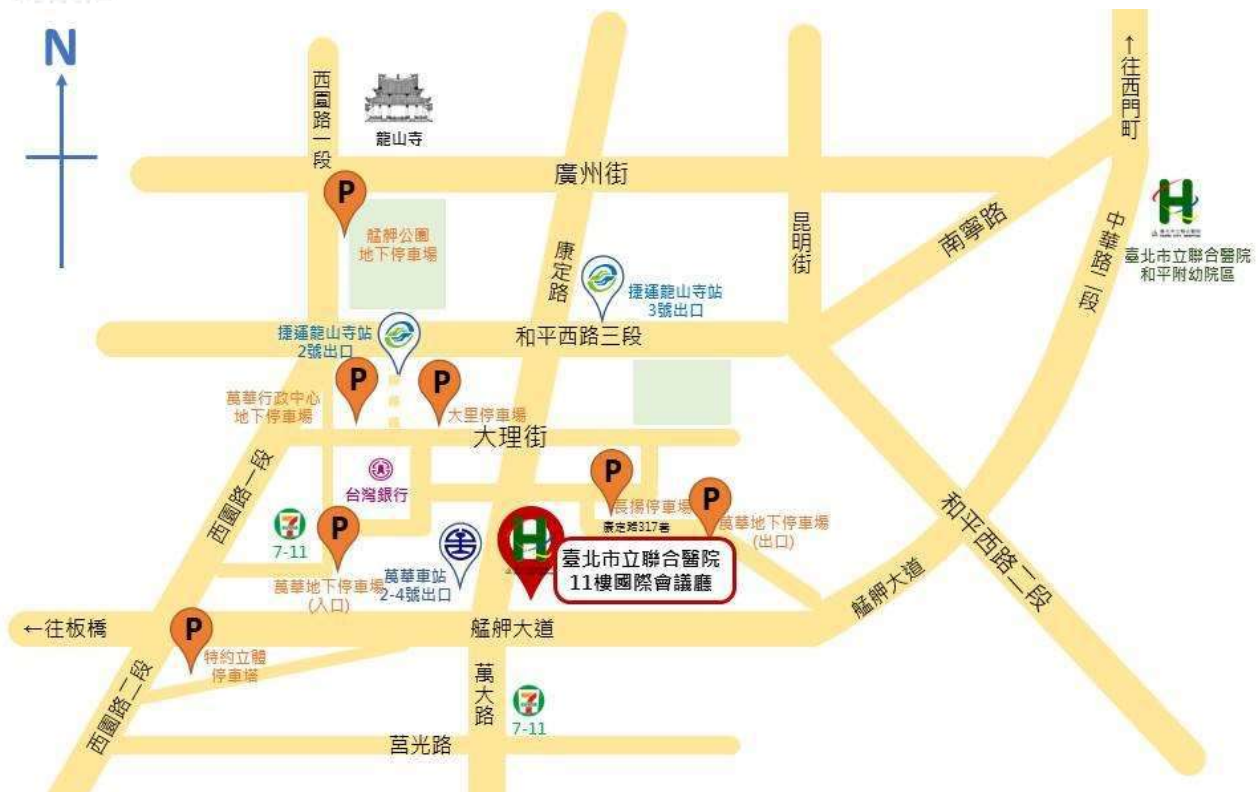 N
西園路一段
龍山寺
↑往西門町
廣州街
P
艋舺公園
地下停車場
康定路
昆明街
南寧路
中華路二段
臺北市立聯合醫院
和平附幼院區
捷運龍山寺站
3號出口
捷運龍山寺站
2號出口
和平西路三段
P
萬華行政中心
地下停車場
P
大里停車場
大理街
西園路一段
台灣銀行
P
長揚停車場
康定路317巷
P
萬華地下停車場
(出口)
和平西路二段
7-11
P
萬華地下停車場
(入口)
萬華車站
2-4號出口
臺北市立聯合醫院
11樓國際會議廳
艋舺大道
←往板橋
P
特約立體
停車塔
艋舺大道
西園路二段
萬大路
7-11
莒光路